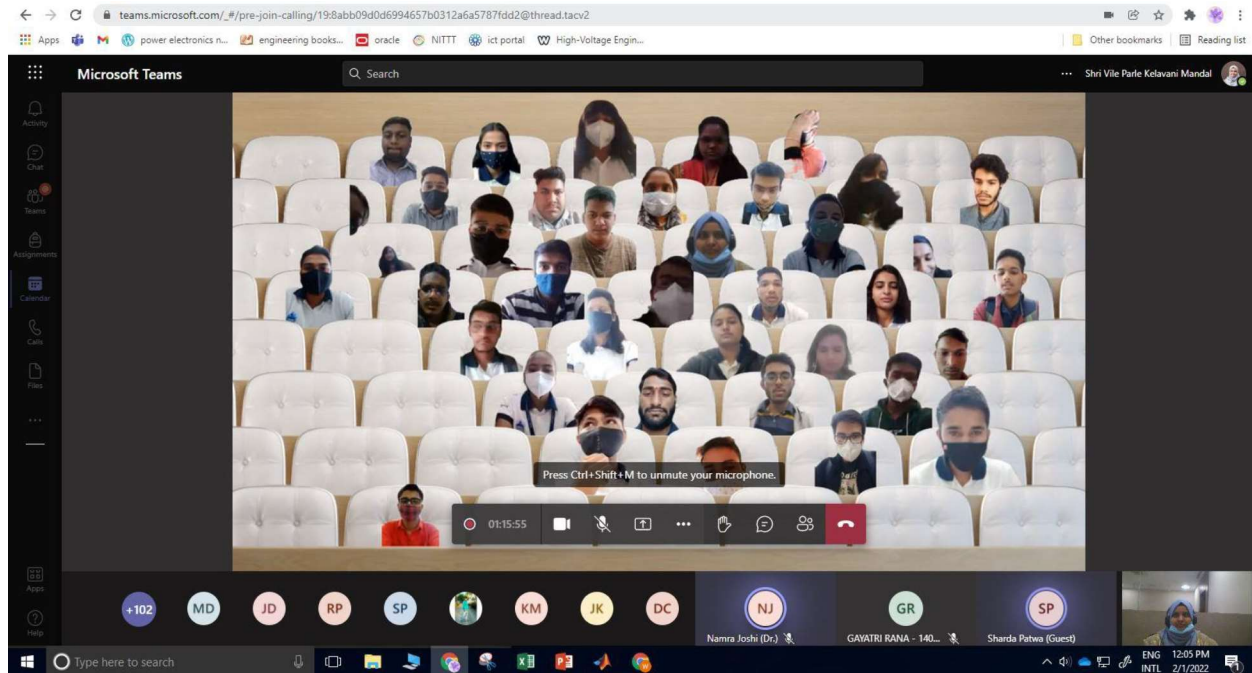 teams.microsoft.com/_#/pre-join-calling/19:8abb09d0d6994657b0312a6a5787fdd2@thread.tacv2
Apps
power electronics n...
engineering books...
oracle
NITTT
ict portal
High-Voltage Engin...
Other bookmarks
Reading list
Microsoft Teams
Search
Shri Vile Parle Kelavani Mandal
Activity
Chat
Teams
Assignments
Calendar
Calls
Files
Press Ctrl+Shift+M to unmute your microphone.
01:15:55
Apps
Help
+102
MD
JD
RP
SP
KM
JK
DC
NJ
Namra Joshi (Dr.)
GR
GAYATRI RANA - 140...
SP
Sharda Patwa (Guest)
Type here to search
ENG 12:05 PM
INTL 2/1/2022